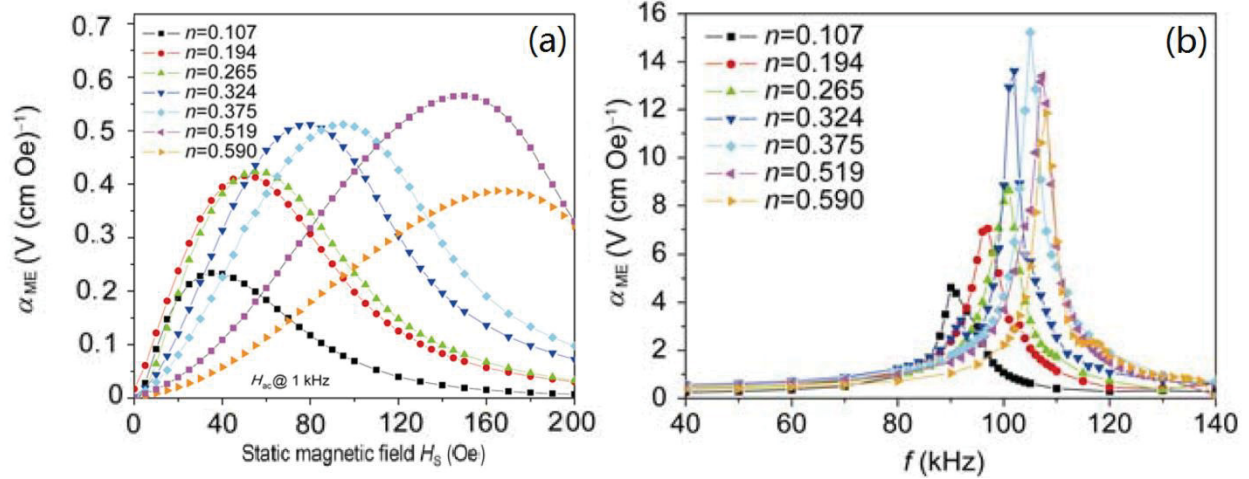 (a)
n=0.107
n=0.194
n=0.265
n=0.324
n=0.375
n=0.519
n=0.590
0.7
0.6
0.5
0.4
0.3
0.2
0.1
0
α ME (V (cm Oe)⁻¹
Hac@ 1 kHz
0 40 80 120 160 200
Static magnetic field HS (Oe)
(b)
n=0.107
n=0.194
n=0.265
n=0.324
n=0.375
n=0.519
n=0.590
16
14
12
10
8
6
4
2
0
α ME (V (cm Oe)⁻¹
40 60 80 100 120 140
f (kHz)